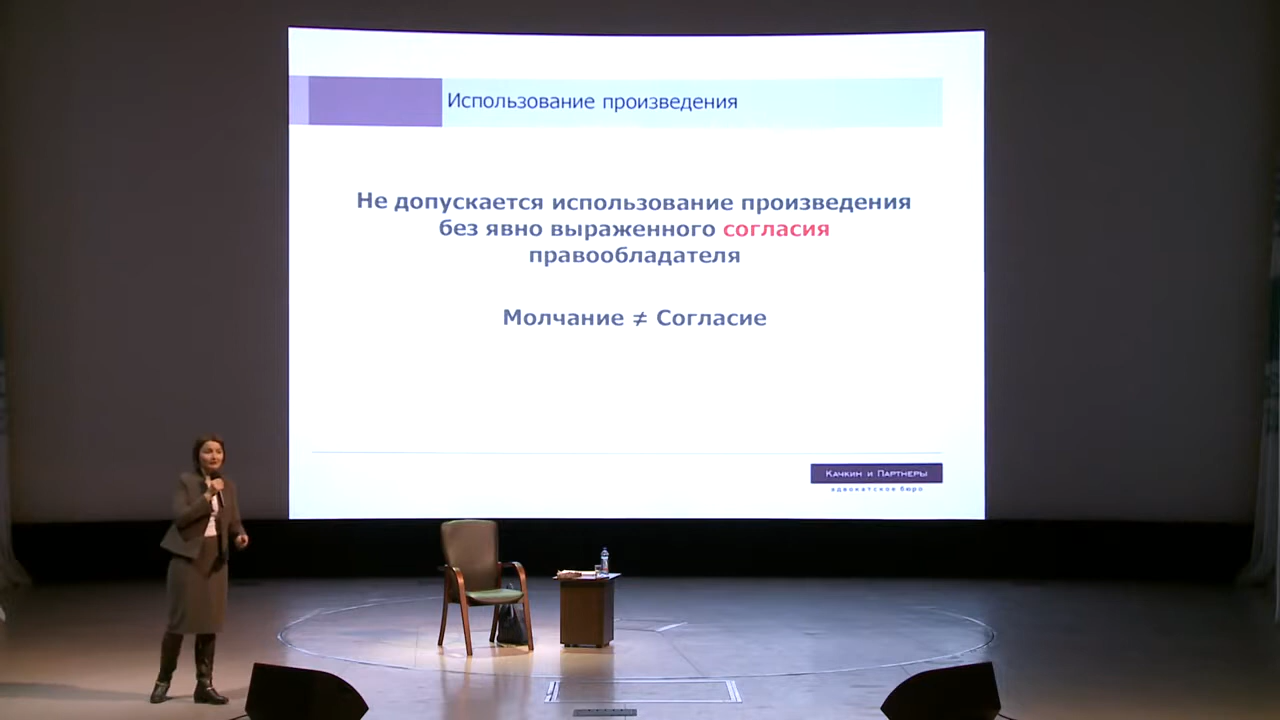 Использование произведения
Не допускается использование произведения
без явно выраженного согласия
правообладателя
Молчание ≠ Согласие
Качкин и Партнеры
адвокатское бюро